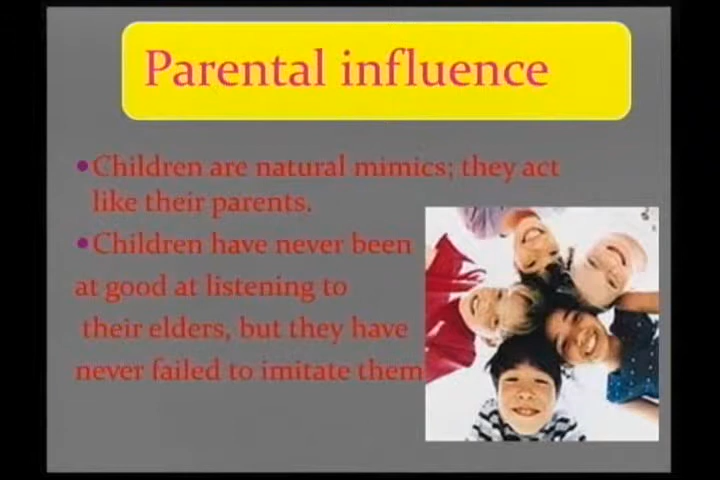 Parental influence
•Children are natural mimics; they act
like their parents.
•Children have never been
at good at listening to
their elders, but they have
never failed to imitate them